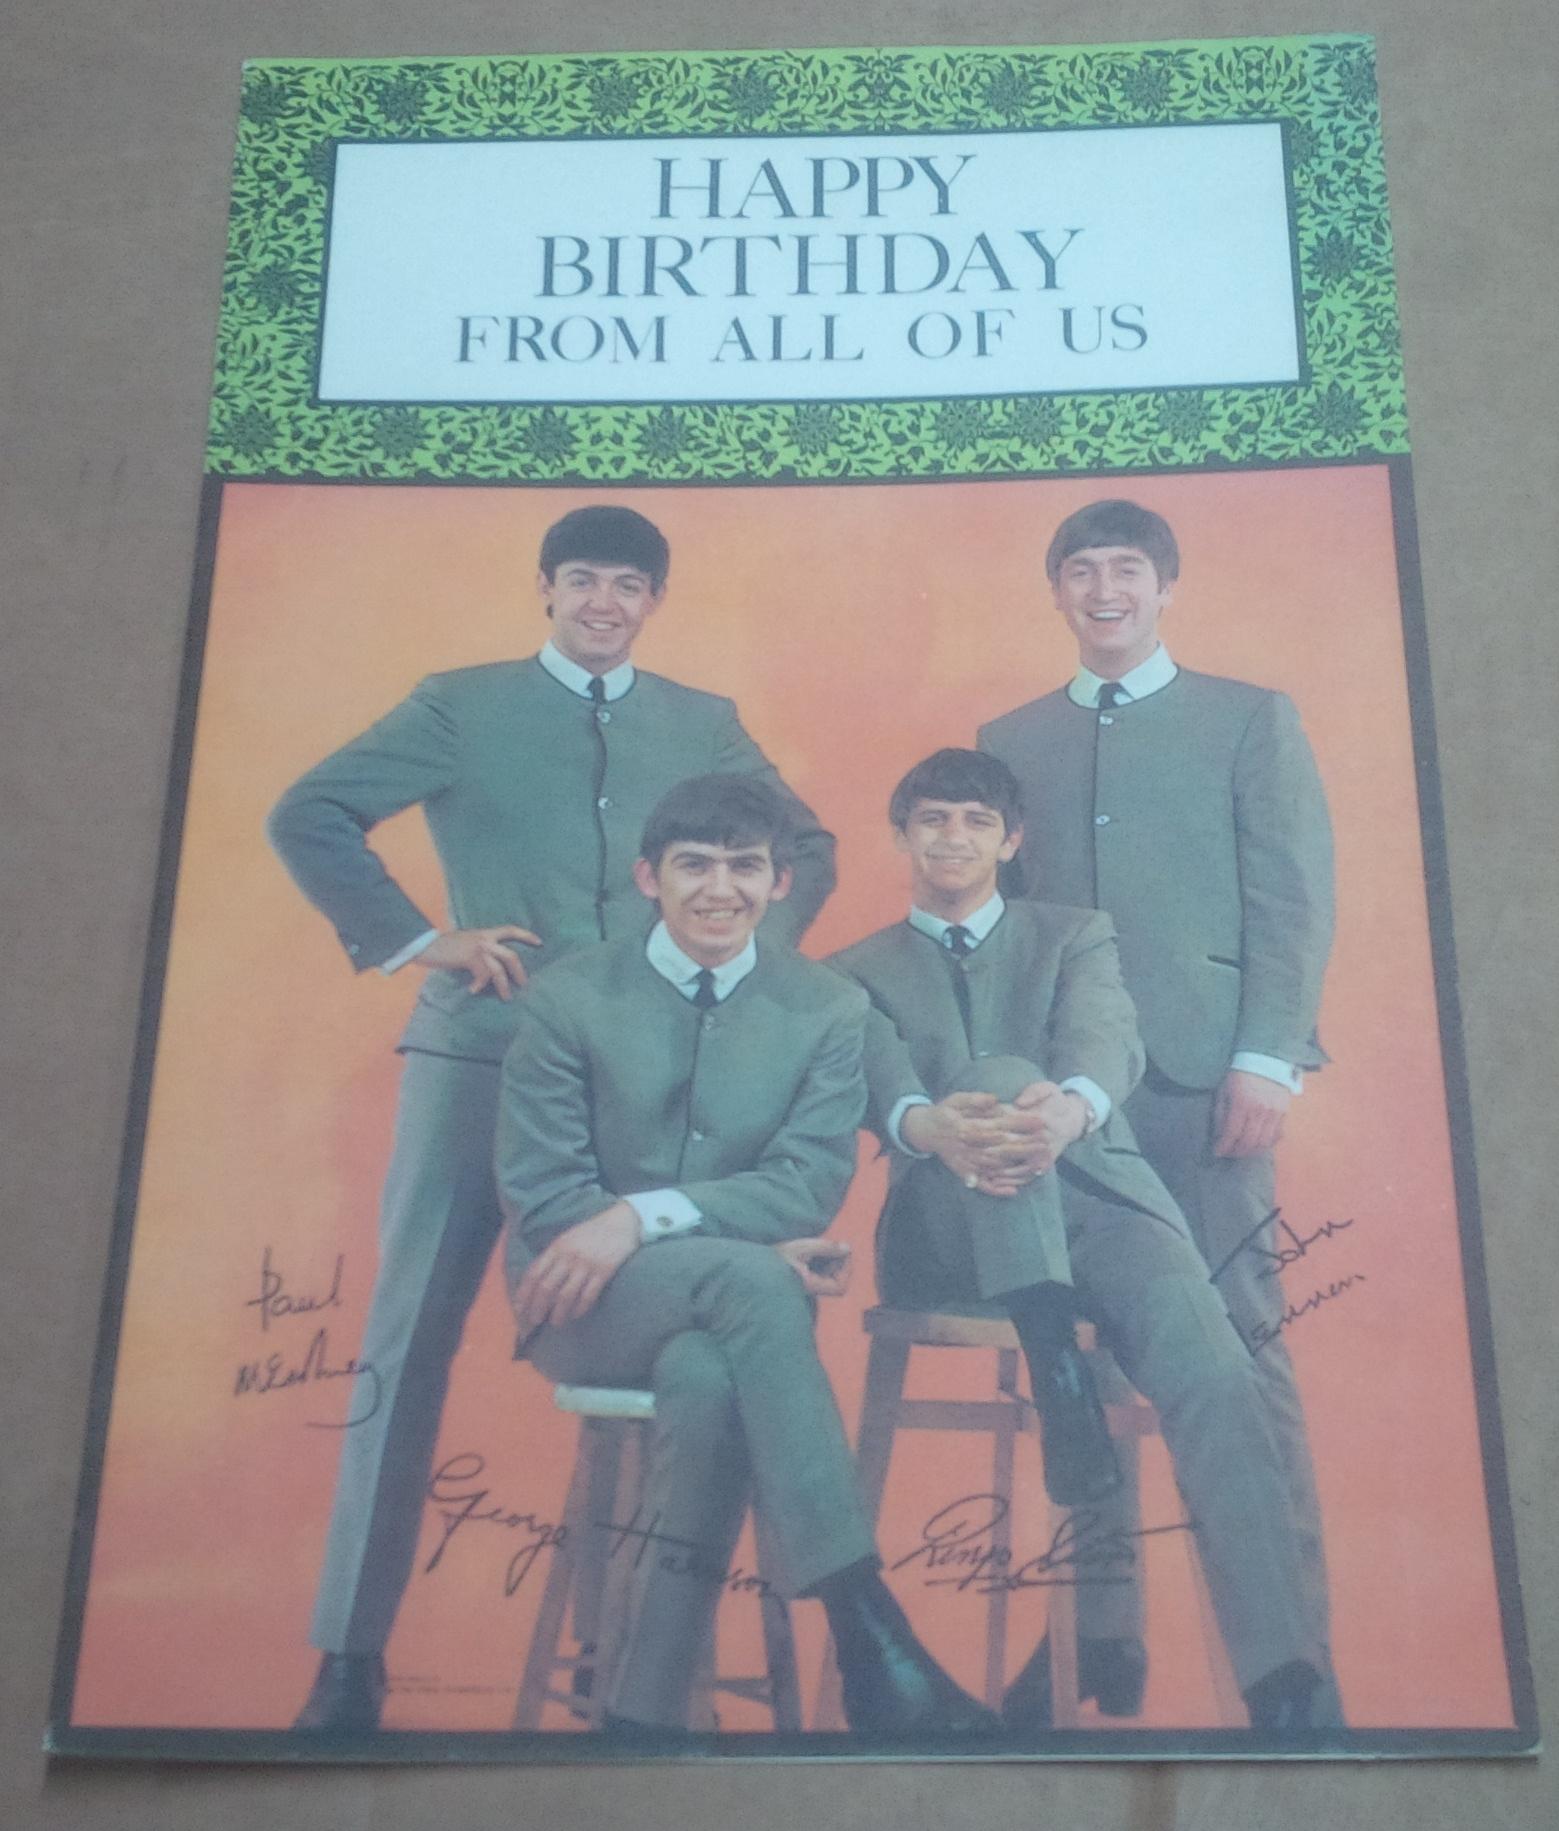 HAPPY
BIRTHDAY
FROM ALL OF US
Paul
McCartney
John
Lennon
George Harrison
Ringo Starr